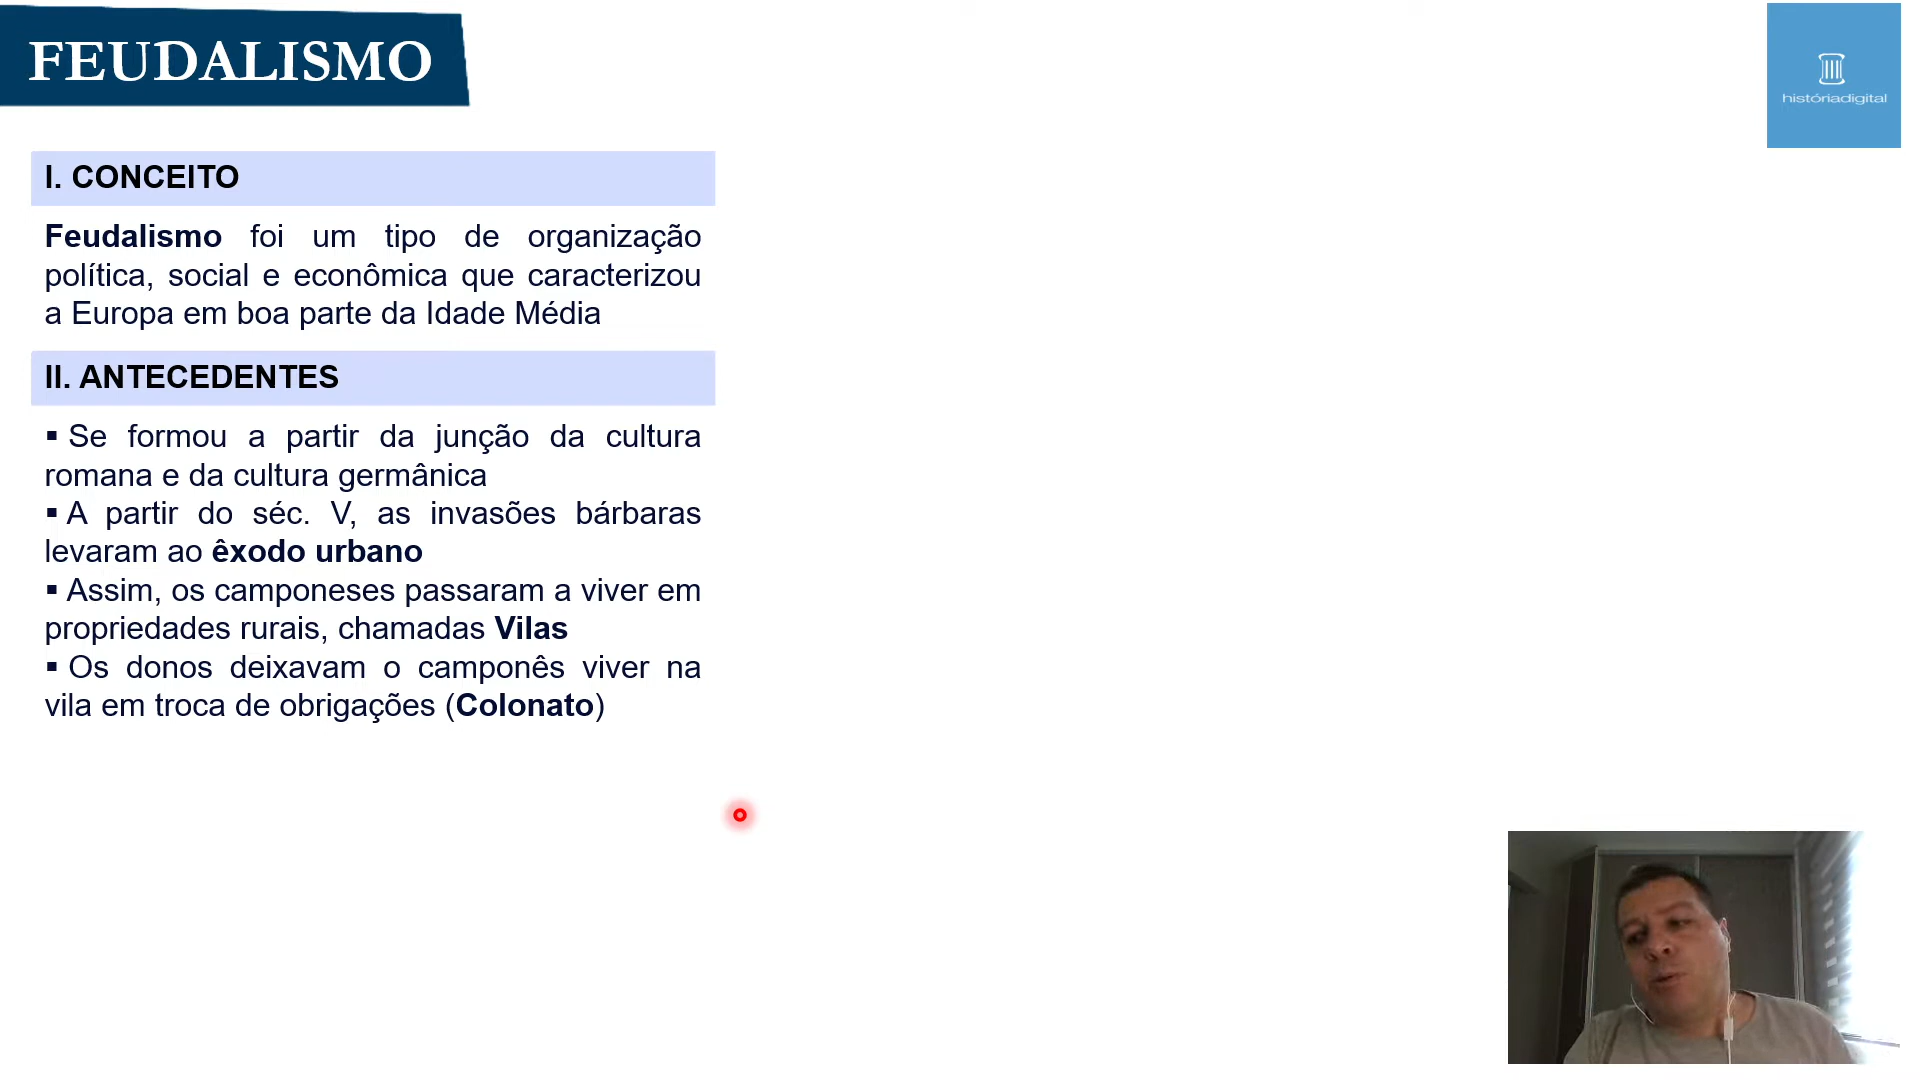 FEUDALISMO
históriadigital
I. CONCEITO
Feudalismo foi um tipo de organização
política, social e econômica que caracterizou
a Europa em boa parte da Idade Média
II. ANTECEDENTES
▪ Se formou a partir da junção da cultura
romana e da cultura germânica
▪ A partir do séc. V, as invasões bárbaras
levaram ao êxodo urbano
▪ Assim, os camponeses passaram a viver em
propriedades rurais, chamadas Vilas
▪ Os donos deixavam o camponês viver na
vila em troca de obrigações (Colonato)